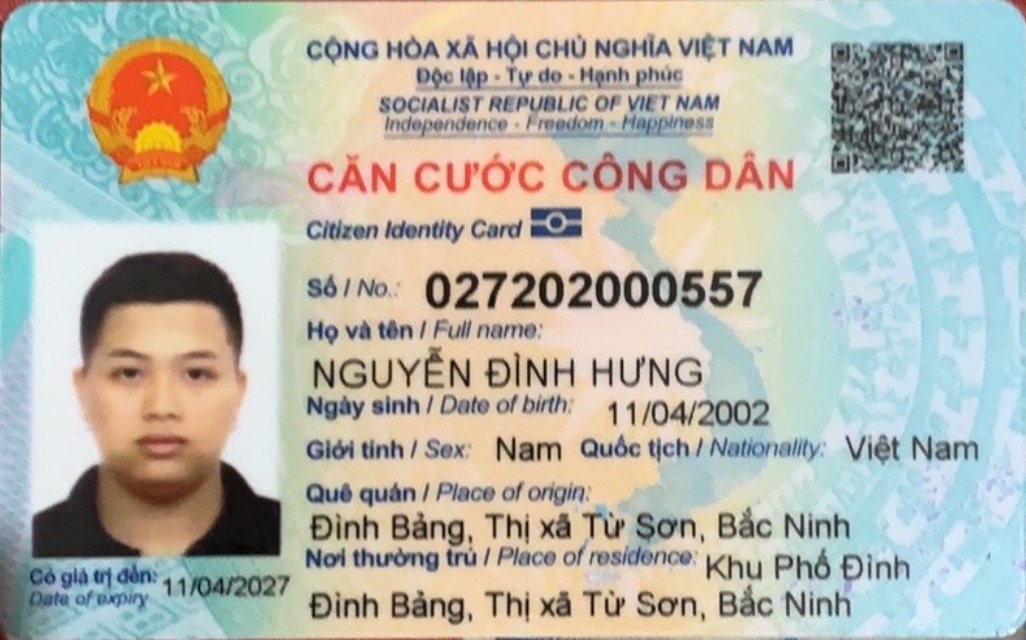 CỘNG HÒA XÃ HỘI CHỦ NGHĨA VIỆT NAM
Độc lập - Tự do - Hạnh phúc
SOCIALIST REPUBLIC OF VIET NAM
Independence - Freedom - Happiness
CĂN CƯỚC CÔNG DÂN
Citizen Identity Card
Số / No.: 027202000557
Họ và tên / Full name:
NGUYỄN ĐÌNH HƯNG
Ngày sinh / Date of birth: 11/04/2002
Giới tính / Sex: Nam Quốc tịch / Nationality: Việt Nam
Quê quán / Place of origin:
Đình Bảng, Thị xã Từ Sơn, Bắc Ninh
Nơi thường trú / Place of residence: Khu Phố Đình
Đình Bảng, Thị xã Từ Sơn, Bắc Ninh
Có giá trị đến: 11/04/2027
Date of expiry